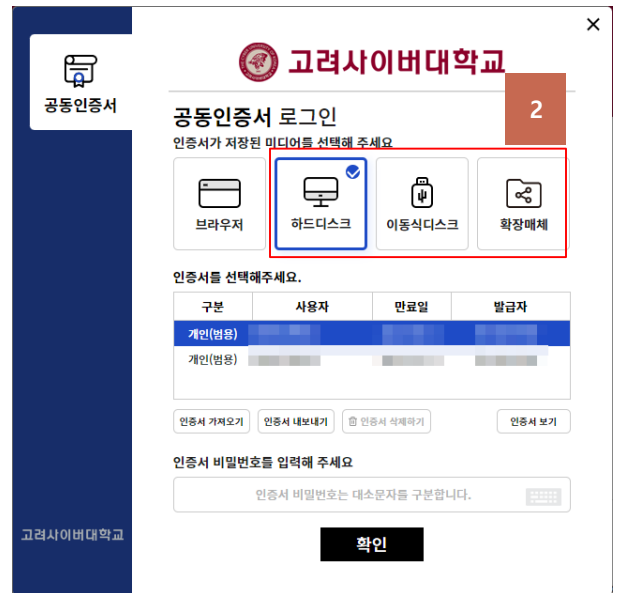 고려사이버대학교
공동인증서
공동인증서 로그인
2
인증서가 저장된 미디어를 선택해 주세요
브라우저 하드디스크 이동식디스크 확장매체
인증서를 선택해주세요.
구분 사용자 만료일 발급자
개인(범용)
개인(범용)
인증서 가져오기 인증서 내보내기 인증서 삭제하기 인증서 보기
인증서 비밀번호를 입력해 주세요
인증서 비밀번호는 대소문자를 구분합니다.
고려사이버대학교
확인